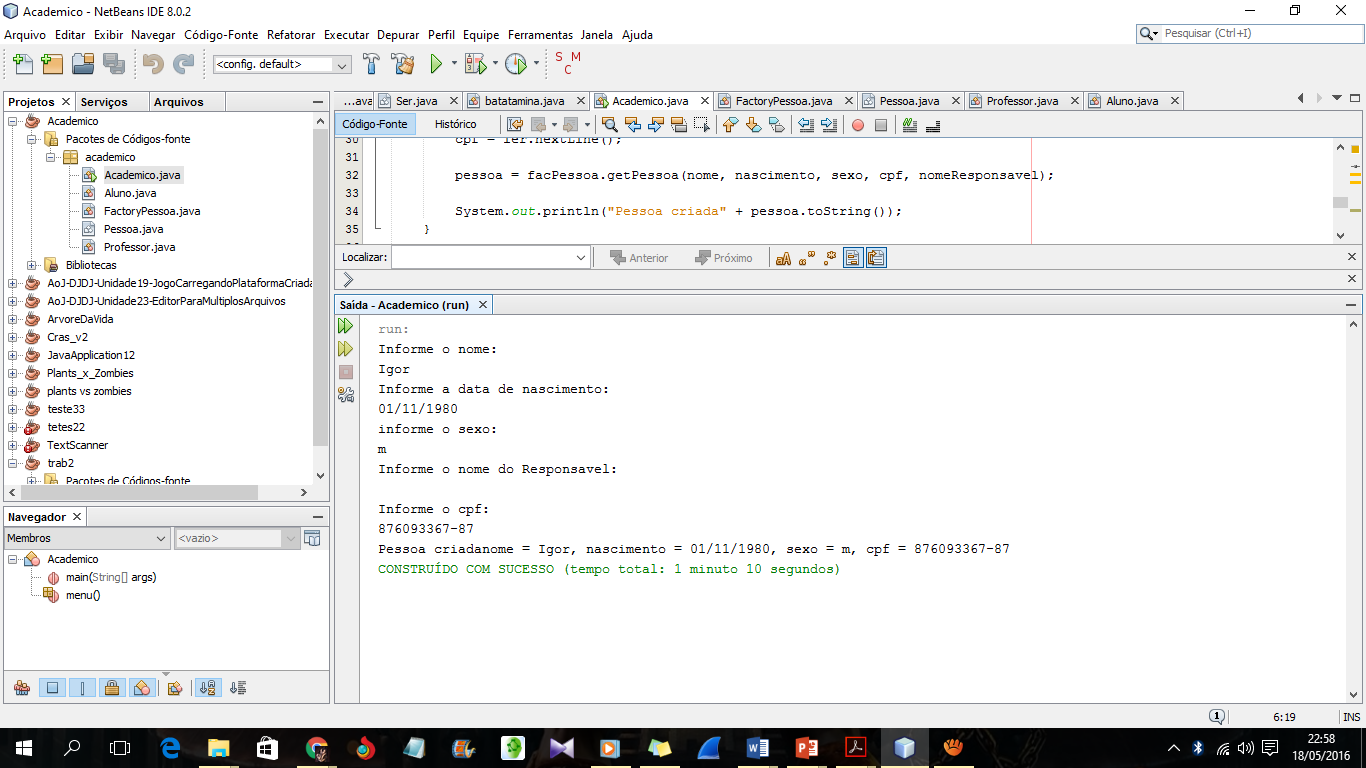 Academico - NetBeans IDE 8.0.2
Arquivo Editar Exibir Navegar Código-Fonte Refatorar Executar Depurar Perfil Equipe Ferramentas Janela Ajuda
Pesquisar (Ctrl+I)
<config. default>
S M
C
Projetos Serviços Arquivos
Academico
Pacotes de Códigos-fonte
academico
Academico.java
Aluno.java
FactoryPessoa.java
Pessoa.java
Professor.java
Bibliotecas
AoJ-DJDJ-Unidade19-JogoCarregandoPlataformaCriada
AoJ-DJDJ-Unidade23-EditorParaMultiplosArquivos
ArvoreDaVida
Cras_v2
JavaApplication12
Plants_x_Zombies
plants vs zombies
teste33
tetes22
TextScanner
trab2
Pacotes de Códigos-fonte
Navegador
Membros <vazio>
Academico
main(String[] args)
menu()
...ava Ser.java batatamina.java Academico.java FactoryPessoa.java Pessoa.java Professor.java Aluno.java
Código-Fonte Histórico
30 cpf = ler.nextLine();
31
32 pessoa = facPessoa.getPessoa(nome, nascimento, sexo, cpf, nomeResponsavel);
33
34 System.out.println("Pessoa criada" + pessoa.toString());
35 }
Localizar: Anterior Próximo
Saída - Academico (run)
run:
Informe o nome:
Igor
Informe a data de nascimento:
01/11/1980
informe o sexo:
m
Informe o nome do Responsavel:
Informe o cpf:
876093367-87
Pessoa criadanome = Igor, nascimento = 01/11/1980, sexo = m, cpf = 876093367-87
CONSTRUÍDO COM SUCESSO (tempo total: 1 minuto 10 segundos)
1 6:19 INS
22:58
18/05/2016